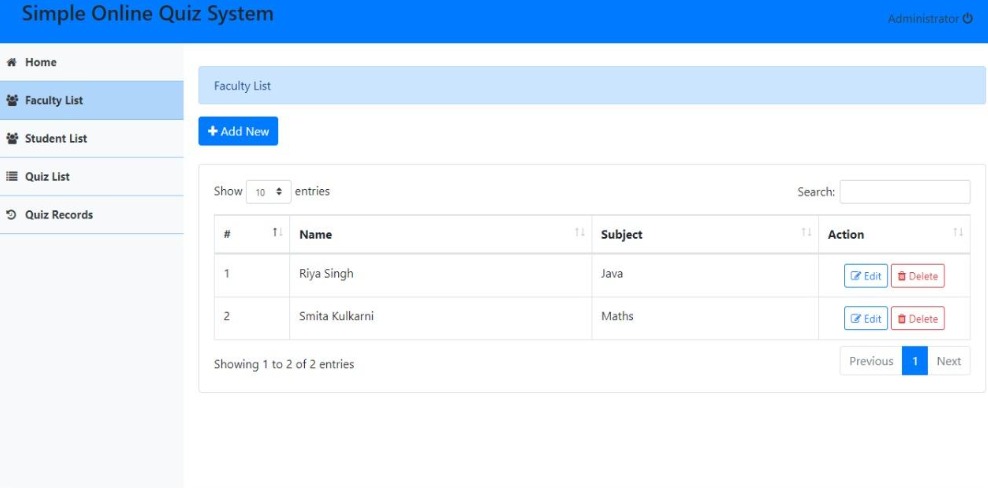 Simple Online Quiz System
Administrator
Home
Faculty List
Student List
Quiz List
Quiz Records
Faculty List
+ Add New
Show 10 entries
Search:
# Name Subject Action
1 Riya Singh Java Edit Delete
2 Smita Kulkarni Maths Edit Delete
Showing 1 to 2 of 2 entries
Previous 1 Next